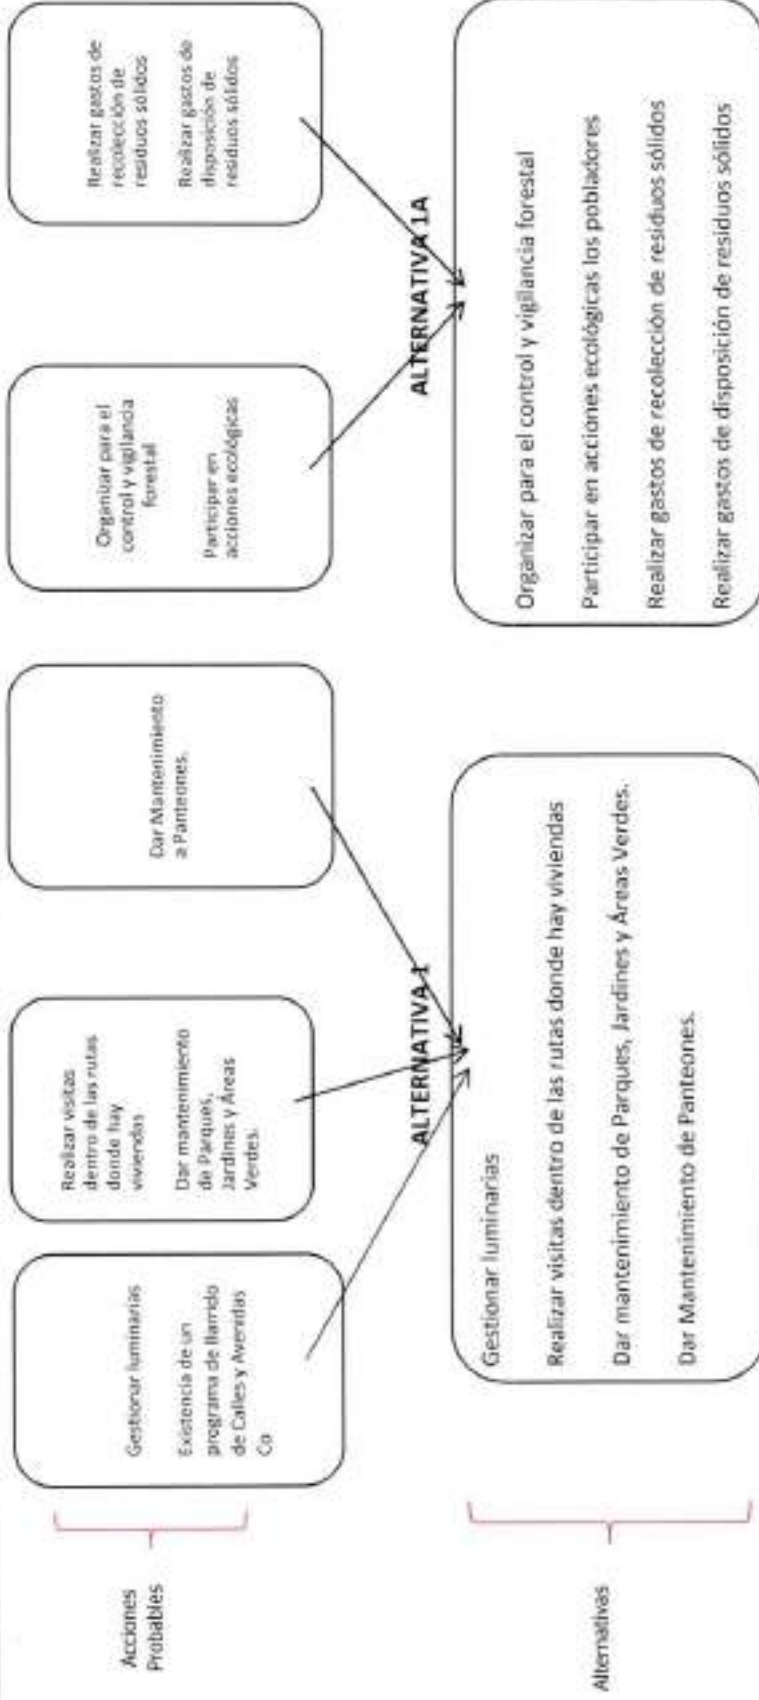 Acciones
Probables
Gestionar luminarias
Existencia de un
programa de Barrido
de Calles y Avenidas
Co
Realizar visitas
dentro de las rutas
donde hay
viviendas
Dar mantenimiento
de Parques,
Jardines y Áreas
Verdes.
Dar Mantenimiento
a Panteones.
Organizar para el
control y vigilancia
forestal
Participar en
acciones ecológicas
Realizar gastos de
recolección de
residuos sólidos
Realizar gastos de
disposición de
residuos sólidos
ALTERNATIVA 1
ALTERNATIVA 1A
Alternativas
Gestionar luminarias
Realizar visitas dentro de las rutas donde hay viviendas
Dar mantenimiento de Parques, Jardines y Áreas Verdes.
Dar Mantenimiento de Panteones.
Organizar para el control y vigilancia forestal
Participar en acciones ecológicas los pobladores
Realizar gastos de recolección de residuos sólidos
Realizar gastos de disposición de residuos sólidos